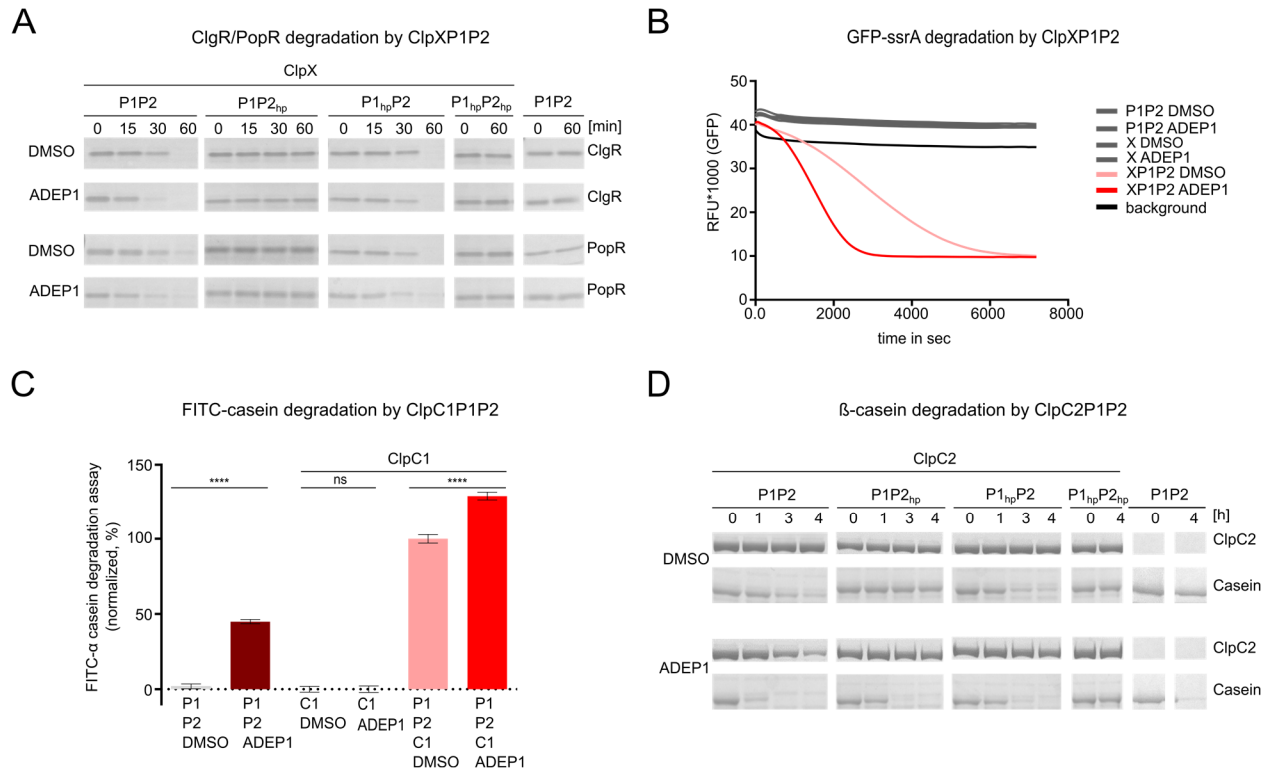 A
ClgR/PopR degradation by ClpXP1P2
ClpX
P1P2 P1P2hp P1hpP2 P1hpP2hp P1P2
0 15 30 60 0 15 30 60 0 15 30 60 0 60 0 60 [min]
DMSO ClgR
ADEP1 ClgR
DMSO PopR
ADEP1 PopR
B
GFP-ssrA degradation by ClpXP1P2
RFU*1000 (GFP)
50
40
30
20
10
0
0.0 2000 4000 6000 8000
time in sec
P1P2 DMSO
P1P2 ADEP1
X DMSO
X ADEP1
XP1P2 DMSO
XP1P2 ADEP1
background
C
FITC-casein degradation by ClpC1P1P2
ClpC1
**** ns ****
FITC-α casein degradation assay
(normalized, %)
150
100
50
0
P1 P1 C1 C1 P1 P1
P2 P2 DMSO ADEP1 P2 P2
DMSO ADEP1 C1 C1
DMSO ADEP1
D
ß-casein degradation by ClpC2P1P2
ClpC2
P1P2 P1P2hp P1hpP2 P1hpP2hp P1P2
0 1 3 4 0 1 3 4 0 1 3 4 0 4 0 4 [h]
DMSO
ClpC2
Casein
ADEP1
ClpC2
Casein